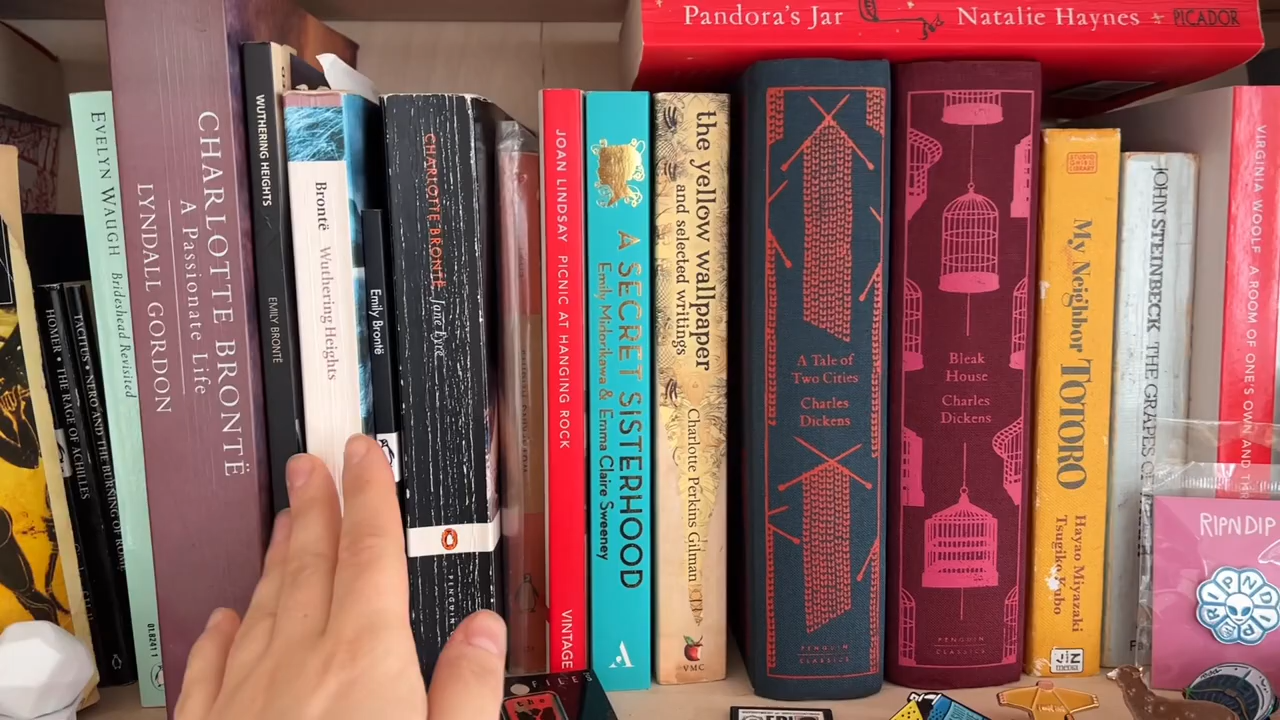 Pandora's Jar Natalie Haynes PICADOR
HOMER • THE RAGE OF ACHILLES
TACITUS • NERO AND THE BURNING OF ROME
EVELYN WAUGH Brideshead Revisited
LYNDALL GORDON
A Passionate Life
CHARLOTTE BRONTË
WUTHERING HEIGHTS EMILY BRONTË
Brontë Wuthering Heights
Emily Brontë
CHARLOTTE BRONTË Jane Eyre
PENGUIN
JOAN LINDSAY PICNIC AT HANGING ROCK
VINTAGE
A SECRET SISTERHOOD
Emily Midorikawa & Emma Claire Sweeney
the yellow wallpaper
and selected writings
Charlotte Perkins Gilman
VMC
A Tale of
Two Cities
Charles
Dickens
PENGUIN
CLASSICS
Bleak
House
Charles
Dickens
PENGUIN
CLASSICS
STUDIO
GHIBLI
LIBRARY
My Neighbor TOTORO
Hayao Miyazaki
Tsugiko Kubo
VIZ
media
JOHN STEINBECK THE GRAPES
VIRGINIA WOOLF A ROOM OF ONE'S OWN AND
RIPNDIP
RIPNDIP
FILES